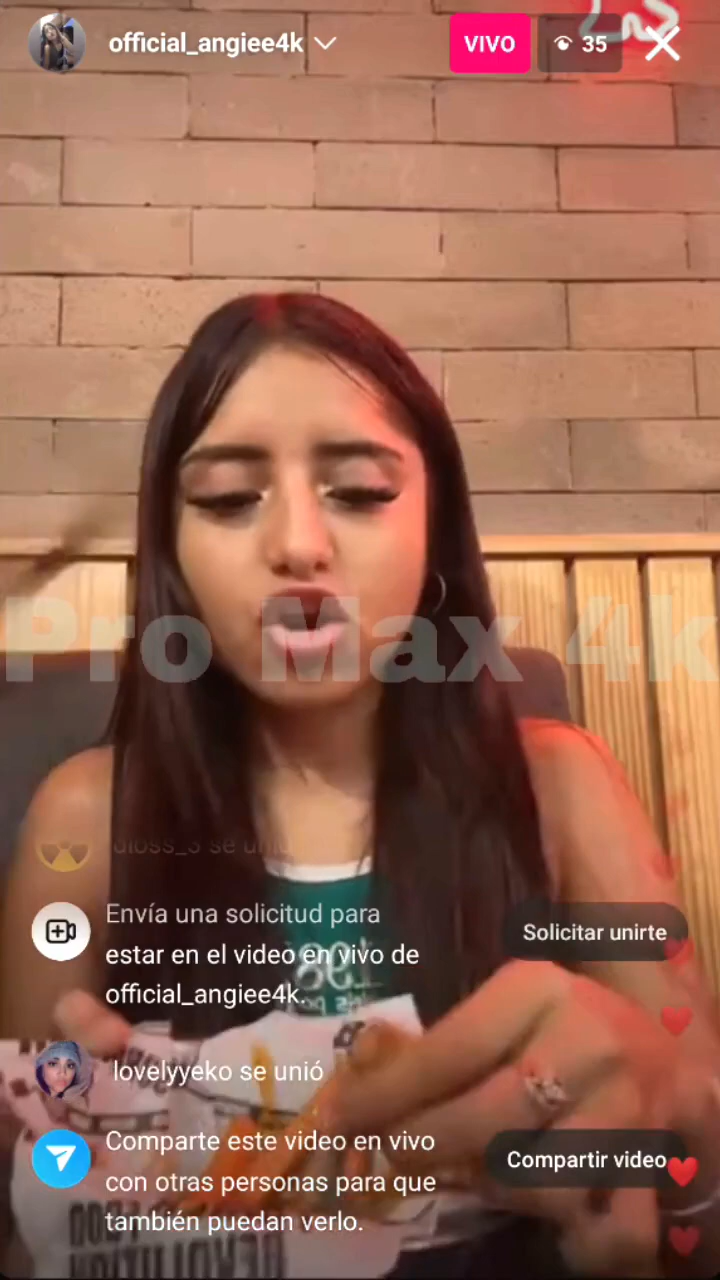 official_angiee4k
VIVO
35
Pro Max 4k
dioss_3 se unió
Envía una solicitud para
estar en el video en vivo de
official_angiee4k.
Solicitar unirte
lovelyyeko se unió
Comparte este video en vivo
con otras personas para que
también puedan verlo.
Compartir video